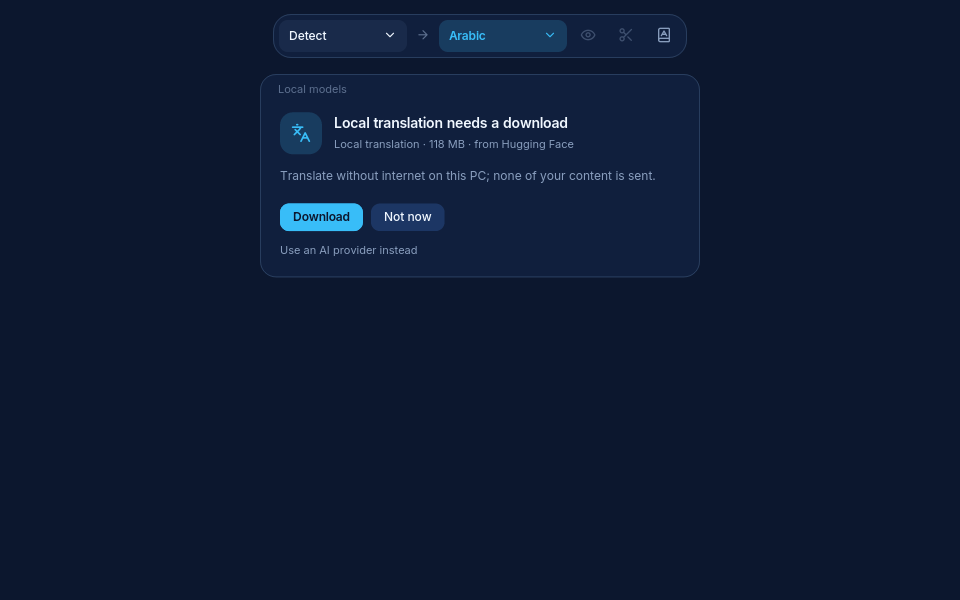 Detect
Arabic
Local models
Local translation needs a download
Local translation · 118 MB · from Hugging Face
Translate without internet on this PC; none of your content is sent.
Download
Not now
Use an AI provider instead